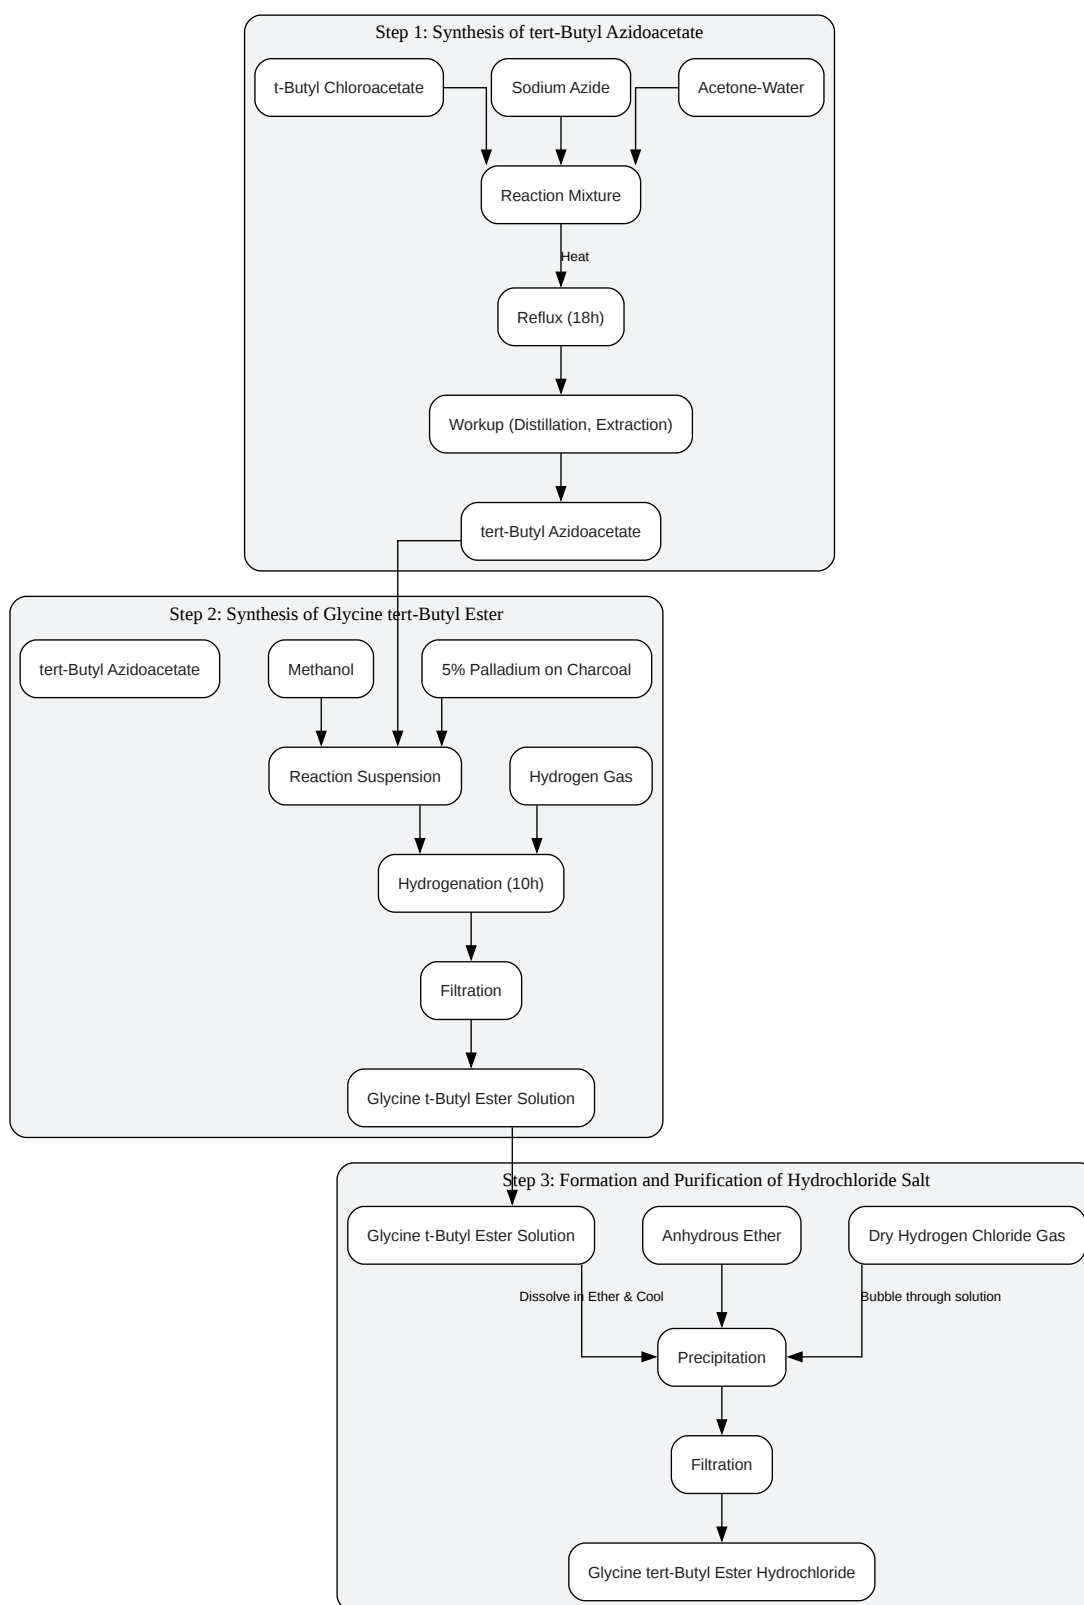 Step 1: Synthesis of tert-Butyl Azidoacetate
t-Butyl Chloroacetate
Sodium Azide
Acetone-Water
Reaction Mixture
Heat
Reflux (18h)
Workup (Distillation, Extraction)
tert-Butyl Azidoacetate
Step 2: Synthesis of Glycine tert-Butyl Ester
tert-Butyl Azidoacetate
Methanol
5% Palladium on Charcoal
Reaction Suspension
Hydrogen Gas
Hydrogenation (10h)
Filtration
Glycine t-Butyl Ester Solution
Step 3: Formation and Purification of Hydrochloride Salt
Glycine t-Butyl Ester Solution
Anhydrous Ether
Dry Hydrogen Chloride Gas
Dissolve in Ether & Cool
Bubble through solution
Precipitation
Filtration
Glycine tert-Butyl Ester Hydrochloride